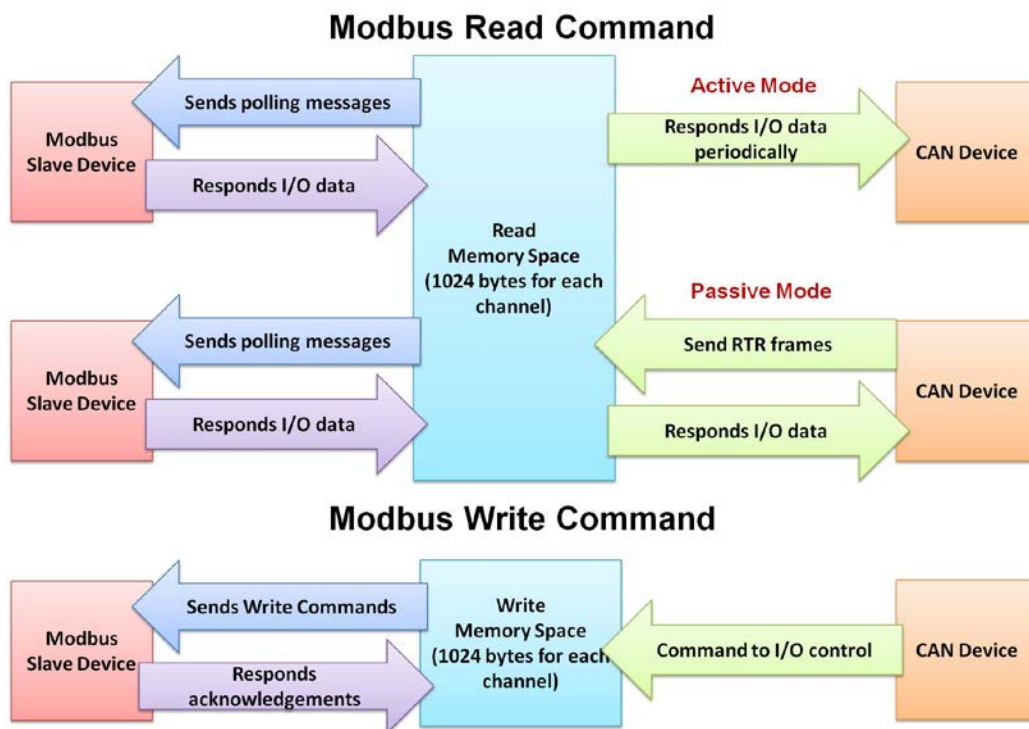 Modbus Read Command
Sends polling messages
Modbus
Slave Device
Responds I/O data
Active Mode
Responds I/O data
periodically
CAN Device
Read
Memory Space
(1024 bytes for each
channel)
Sends polling messages
Modbus
Slave Device
Responds I/O data
Passive Mode
Send RTR frames
Responds I/O data
CAN Device
Modbus Write Command
Modbus
Slave Device
Sends Write Commands
Responds
acknowledgements
Write
Memory Space
(1024 bytes for each
channel)
Command to I/O control
CAN Device